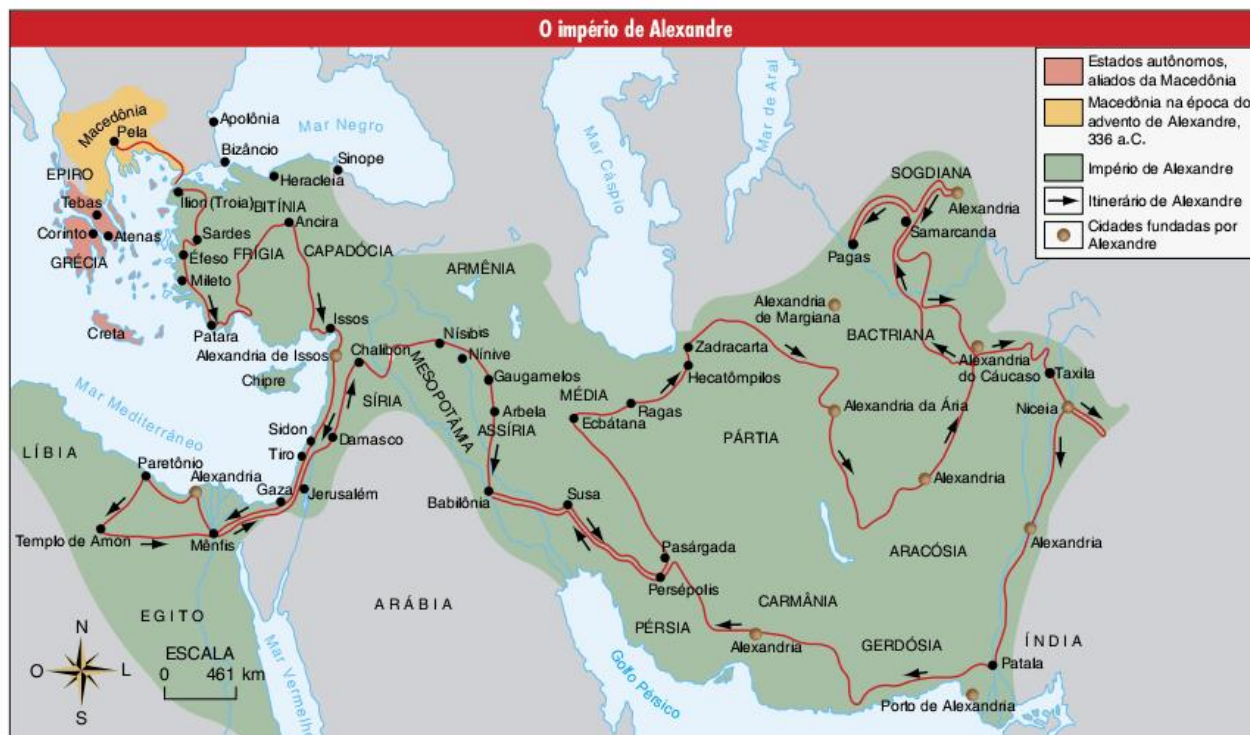 O império de Alexandre
Estados autônomos,
aliados da Macedônia
Macedônia na época do
advento de Alexandre,
336 a.C.
Império de Alexandre
Itinerário de Alexandre
Cidades fundadas por
Alexandre
Macedônia
Pela
Apolônia
Mar Negro
Bizâncio
Sinope
Heracleia
EPIRO
Tebas
Ilion (Troia)
BITÍNIA
Ancira
Corinto
Atenas
Sardes
FRÍGIA
CAPADÓCIA
GRÉCIA
Éfeso
Mileto
ARMÊNIA
Creta
Patara
Issos
Alexandria de Issos
Chalibon
Chipre
Nísibis
Nínive
MESOPOTÂMIA
Gaugamelos
SÍRIA
Arbela
ASSÍRIA
Mar Mediterrâneo
Sidon
Damasco
Tiro
LÍBIA
Paretônio
Alexandria
Gaza
Jerusalém
Babilônia
Susa
Templo de Amon
Mênfis
Pasárgada
Persépolis
EGITO
ARÁBIA
PÉRSIA
Mar Vermelho
Golfo Pérsico
Mar Cáspio
Mar de Aral
SOGDIANA
Alexandria
Samarcanda
Pagas
Alexandria
de Margiana
BACTRIANA
Zadracarta
Hecatômpilos
Alexandria
do Cáucaso
Taxila
MÉDIA
Ragas
Ecbátana
Alexandria da Ária
Niceia
PÁRTIA
Alexandria
Alexandria
ARACÓSIA
CARMÂNIA
Alexandria
GERDÓSIA
ÍNDIA
Patala
Porto de Alexandria
N
O
L
S
ESCALA
0 461 km